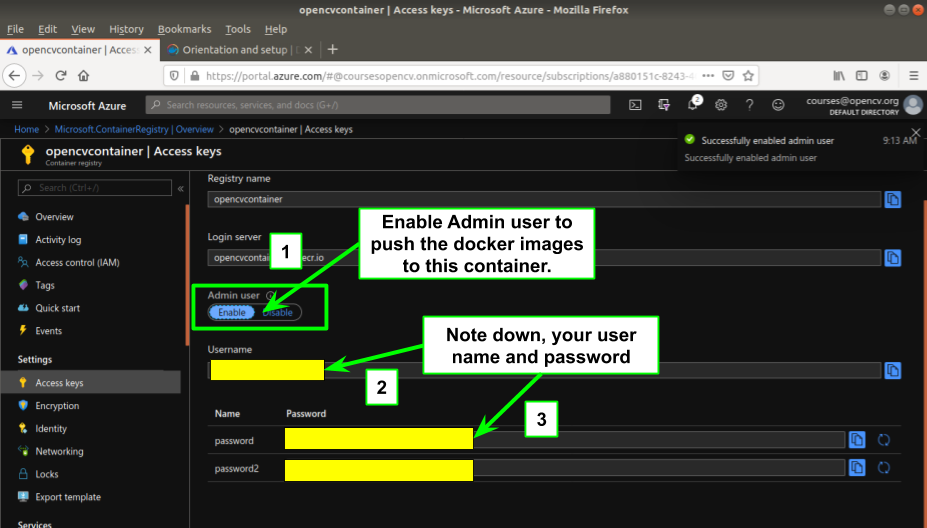 opencvcontainer | Access keys - Microsoft Azure - Mozilla Firefox
File Edit View History Bookmarks Tools Help
opencvcontainer | Access
Orientation and setup |
https://portal.azure.com/#@coursesopencv.onmicrosoft.com/resource/subscriptions/a880151c-8243-4
Microsoft Azure
Search resources, services, and docs (G+/)
2
courses@opencv.org
DEFAULT DIRECTORY
Home > Microsoft.ContainerRegistry | Overview > opencvcontainer | Access keys
opencvcontainer | Access keys
Container registry
Successfully enabled admin user 9:13 AM
Successfully enabled admin user
Search (Ctrl+/)
Overview
Activity log
Access control (IAM)
Tags
Quick start
Events
Settings
Access keys
Encryption
Identity
Networking
Locks
Export template
Services
Registry name
opencvcontainer
Login server
ecr.io
1
Enable Admin user to
push the docker images
to this container.
Admin user
Enable Disable
Note down, your user
name and password
Username
2
Name Password
3
password
password2